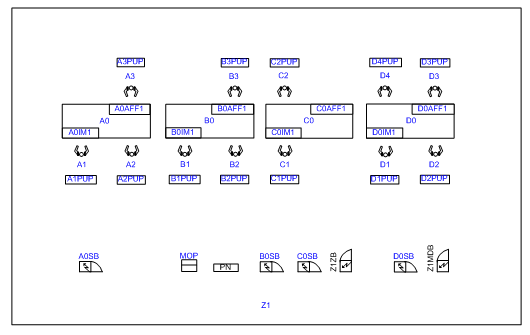 A3PUP B3PUP C2PUP D4PUP D3PUP
A3 B3 C2 D4 D3
A0AFF1 B0AFF1 C0AFF1 D0AFF1
A0 B0 C0 D0
A0IM1 B0IM1 C0IM1 D0IM1
A1 A2 B1 B2 C1 D1 D2
A1PUP A2PUP B1PUP B2PUP C1PUP D1PUP D2PUP
A0SB MOP B0SB C0SB D0SB
PN
Z1ZB
Z1MDB
Z1